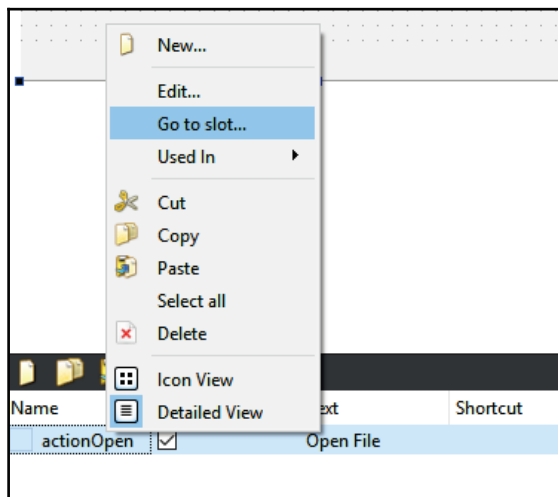 New...
Edit...
Go to slot...
Used In
Cut
Copy
Paste
Select all
Delete
Icon View
Detailed View
Name
Shortcut
actionOpen
Open File